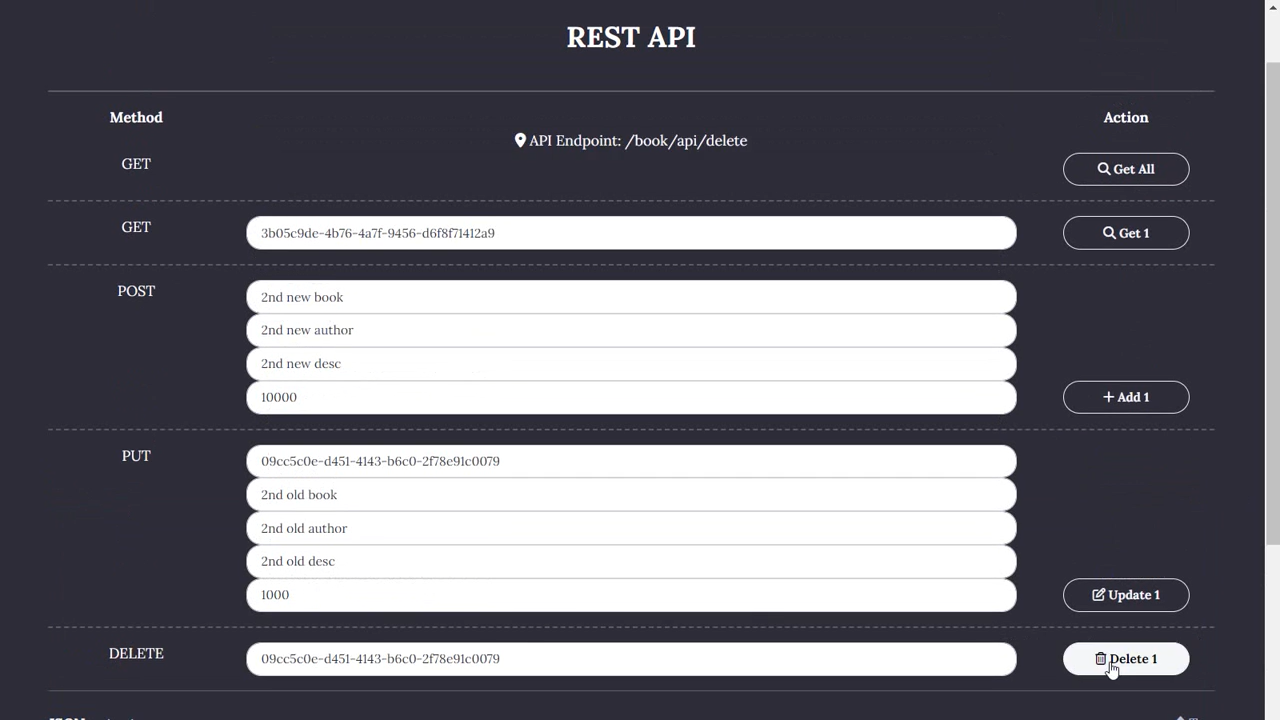 REST API
Method
Action
API Endpoint: /book/api/delete
GET
Get All
GET
3b05c9de-4b76-4a7f-9456-d6f8f71412a9
Get 1
POST
2nd new book
2nd new author
2nd new desc
10000
Add 1
PUT
09cc5c0e-d451-4143-b6c0-2f78e91c0079
2nd old book
2nd old author
2nd old desc
1000
Update 1
DELETE
09cc5c0e-d451-4143-b6c0-2f78e91c0079
Delete 1